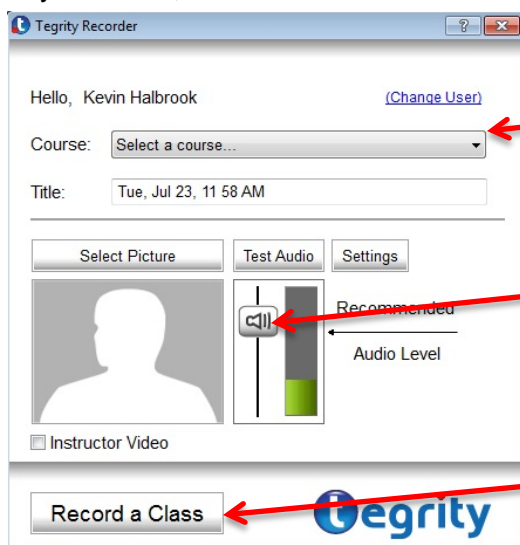 Tegrity Recorder
Hello, Kevin Halbrook (Change User)
Course: Select a course...
Title: Tue, Jul 23, 11 58 AM
Select Picture Test Audio Settings
Recommended
Audio Level
Instructor Video
Record a Class tegrity